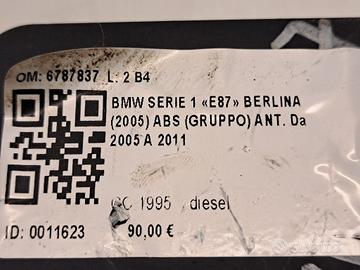 OM: 6787837 L: 2 B4
BMW SERIE 1 «E87» BERLINA
(2005) ABS (GRUPPO) ANT. Da
2005 A 2011
CC 1995 diesel
ID: 0011623 90,00 €